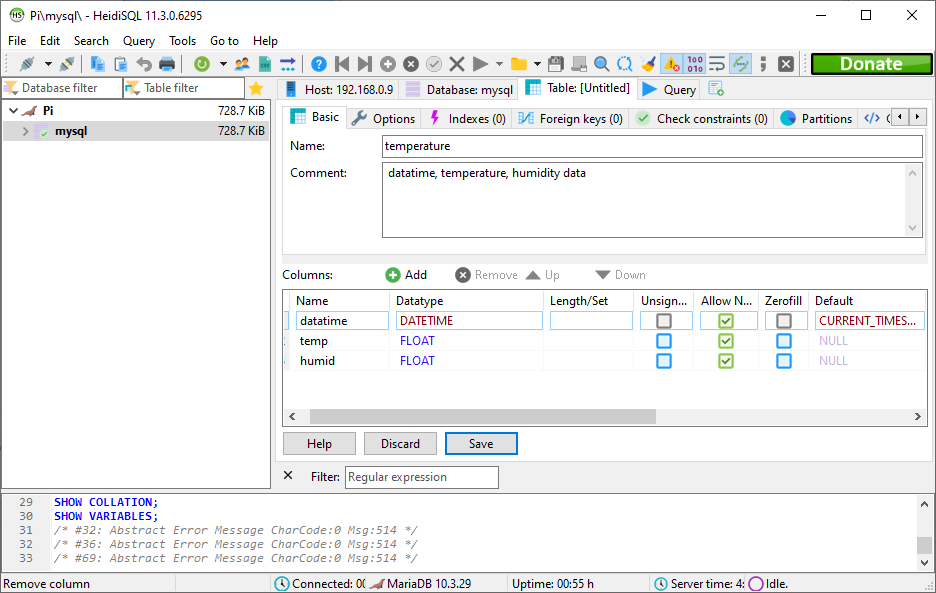 Pi\mysql\ - HeidiSQL 11.3.0.6295
File Edit Search Query Tools Go to Help
Donate
Database filter Table filter
Host: 192.168.0.9 Database: mysql Table: [Untitled] Query
Pi 728.7 KiB
mysql 728.7 KiB
Basic Options Indexes (0) Foreign keys (0) Check constraints (0) Partitions
Name: temperature
Comment: datatime, temperature, humidity data
Columns: Add Remove Up Down
Name Datatype Length/Set Unsign... Allow N... Zerofill Default
datatime DATETIME CURRENT_TIMES...
temp FLOAT NULL
humid FLOAT NULL
Help Discard Save
Filter: Regular expression
29 SHOW COLLATION;
30 SHOW VARIABLES;
31 /* #32: Abstract Error Message CharCode:0 Msg:514 */
32 /* #36: Abstract Error Message CharCode:0 Msg:514 */
33 /* #69: Abstract Error Message CharCode:0 Msg:514 */
Remove column Connected: 00 MariaDB 10.3.29 Uptime: 00:55 h Server time: 4: Idle.